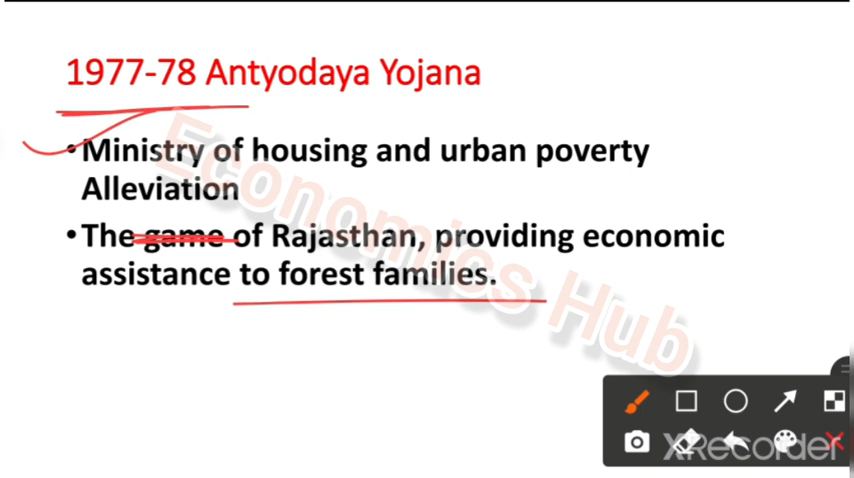 1977-78 Antyodaya Yojana
•Ministry of housing and urban poverty
Alleviation
•The game of Rajasthan, providing economic
assistance to forest families.
Economics Hub
XRecorder